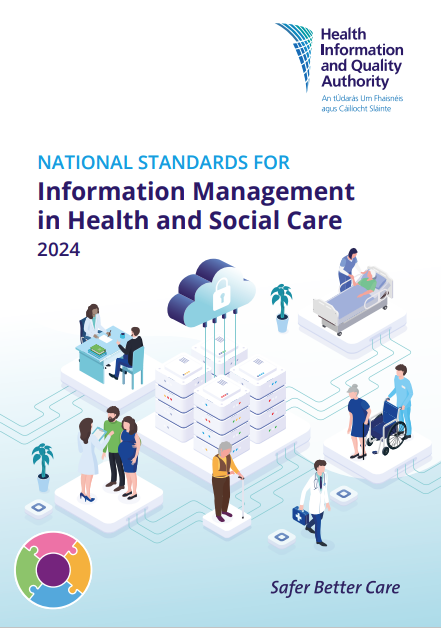 Health
Information
and Quality
Authority
An tÚdarás Um Fhaisnéis
agus Cáilíocht Sláinte
NATIONAL STANDARDS FOR
Information Management
in Health and Social Care
2024
Safer Better Care